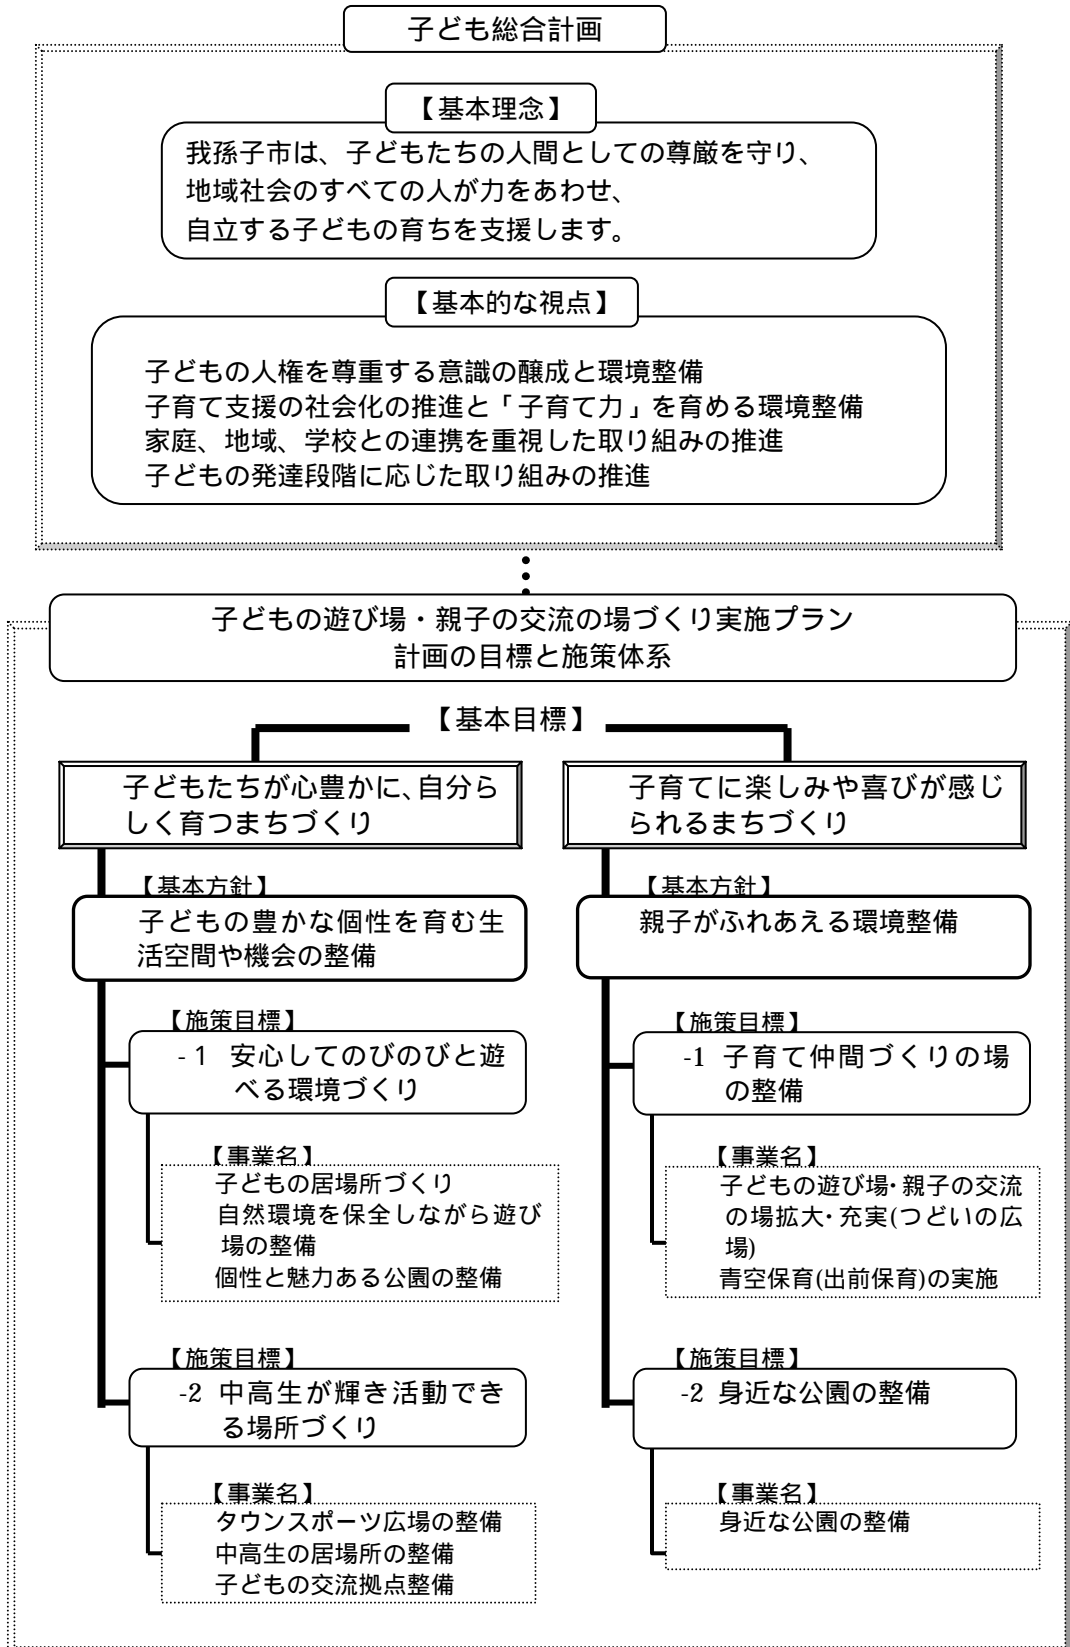 子ども総合計画
【基本理念】
我孫子市は、子どもたちの人間としての尊厳を守り、
地域社会のすべての人が力をあわせ、
自立する子どもの育ちを支援します。
【基本的な視点】
子どもの人権を尊重する意識の醸成と環境整備
子育て支援の社会化の推進と「子育て力」を育める環境整備
家庭、地域、学校との連携を重視した取り組みの推進
子どもの発達段階に応じた取り組みの推進
子どもの遊び場・親子の交流の場づくり実施プラン
計画の目標と施策体系
【基本目標】
子どもたちが心豊かに、自分ら
しく育つまちづくり
【基本方針】
子どもの豊かな個性を育む生
活空間や機会の整備
【施策目標】
-1 安心してのびのびと遊
べる環境づくり
【事業名】
子どもの居場所づくり
自然環境を保全しながら遊び
場の整備
個性と魅力ある公園の整備
【施策目標】
-2 中高生が輝き活動でき
る場所づくり
【事業名】
タウンスポーツ広場の整備
中高生の居場所の整備
子どもの交流拠点整備
子育てに楽しみや喜びが感じ
られるまちづくり
【基本方針】
親子がふれあえる環境整備
【施策目標】
-1 子育て仲間づくりの場
の整備
【事業名】
子どもの遊び場・親子の交流
の場拡大・充実(つどいの広
場)
青空保育(出前保育)の実施
【施策目標】
-2 身近な公園の整備
【事業名】
身近な公園の整備